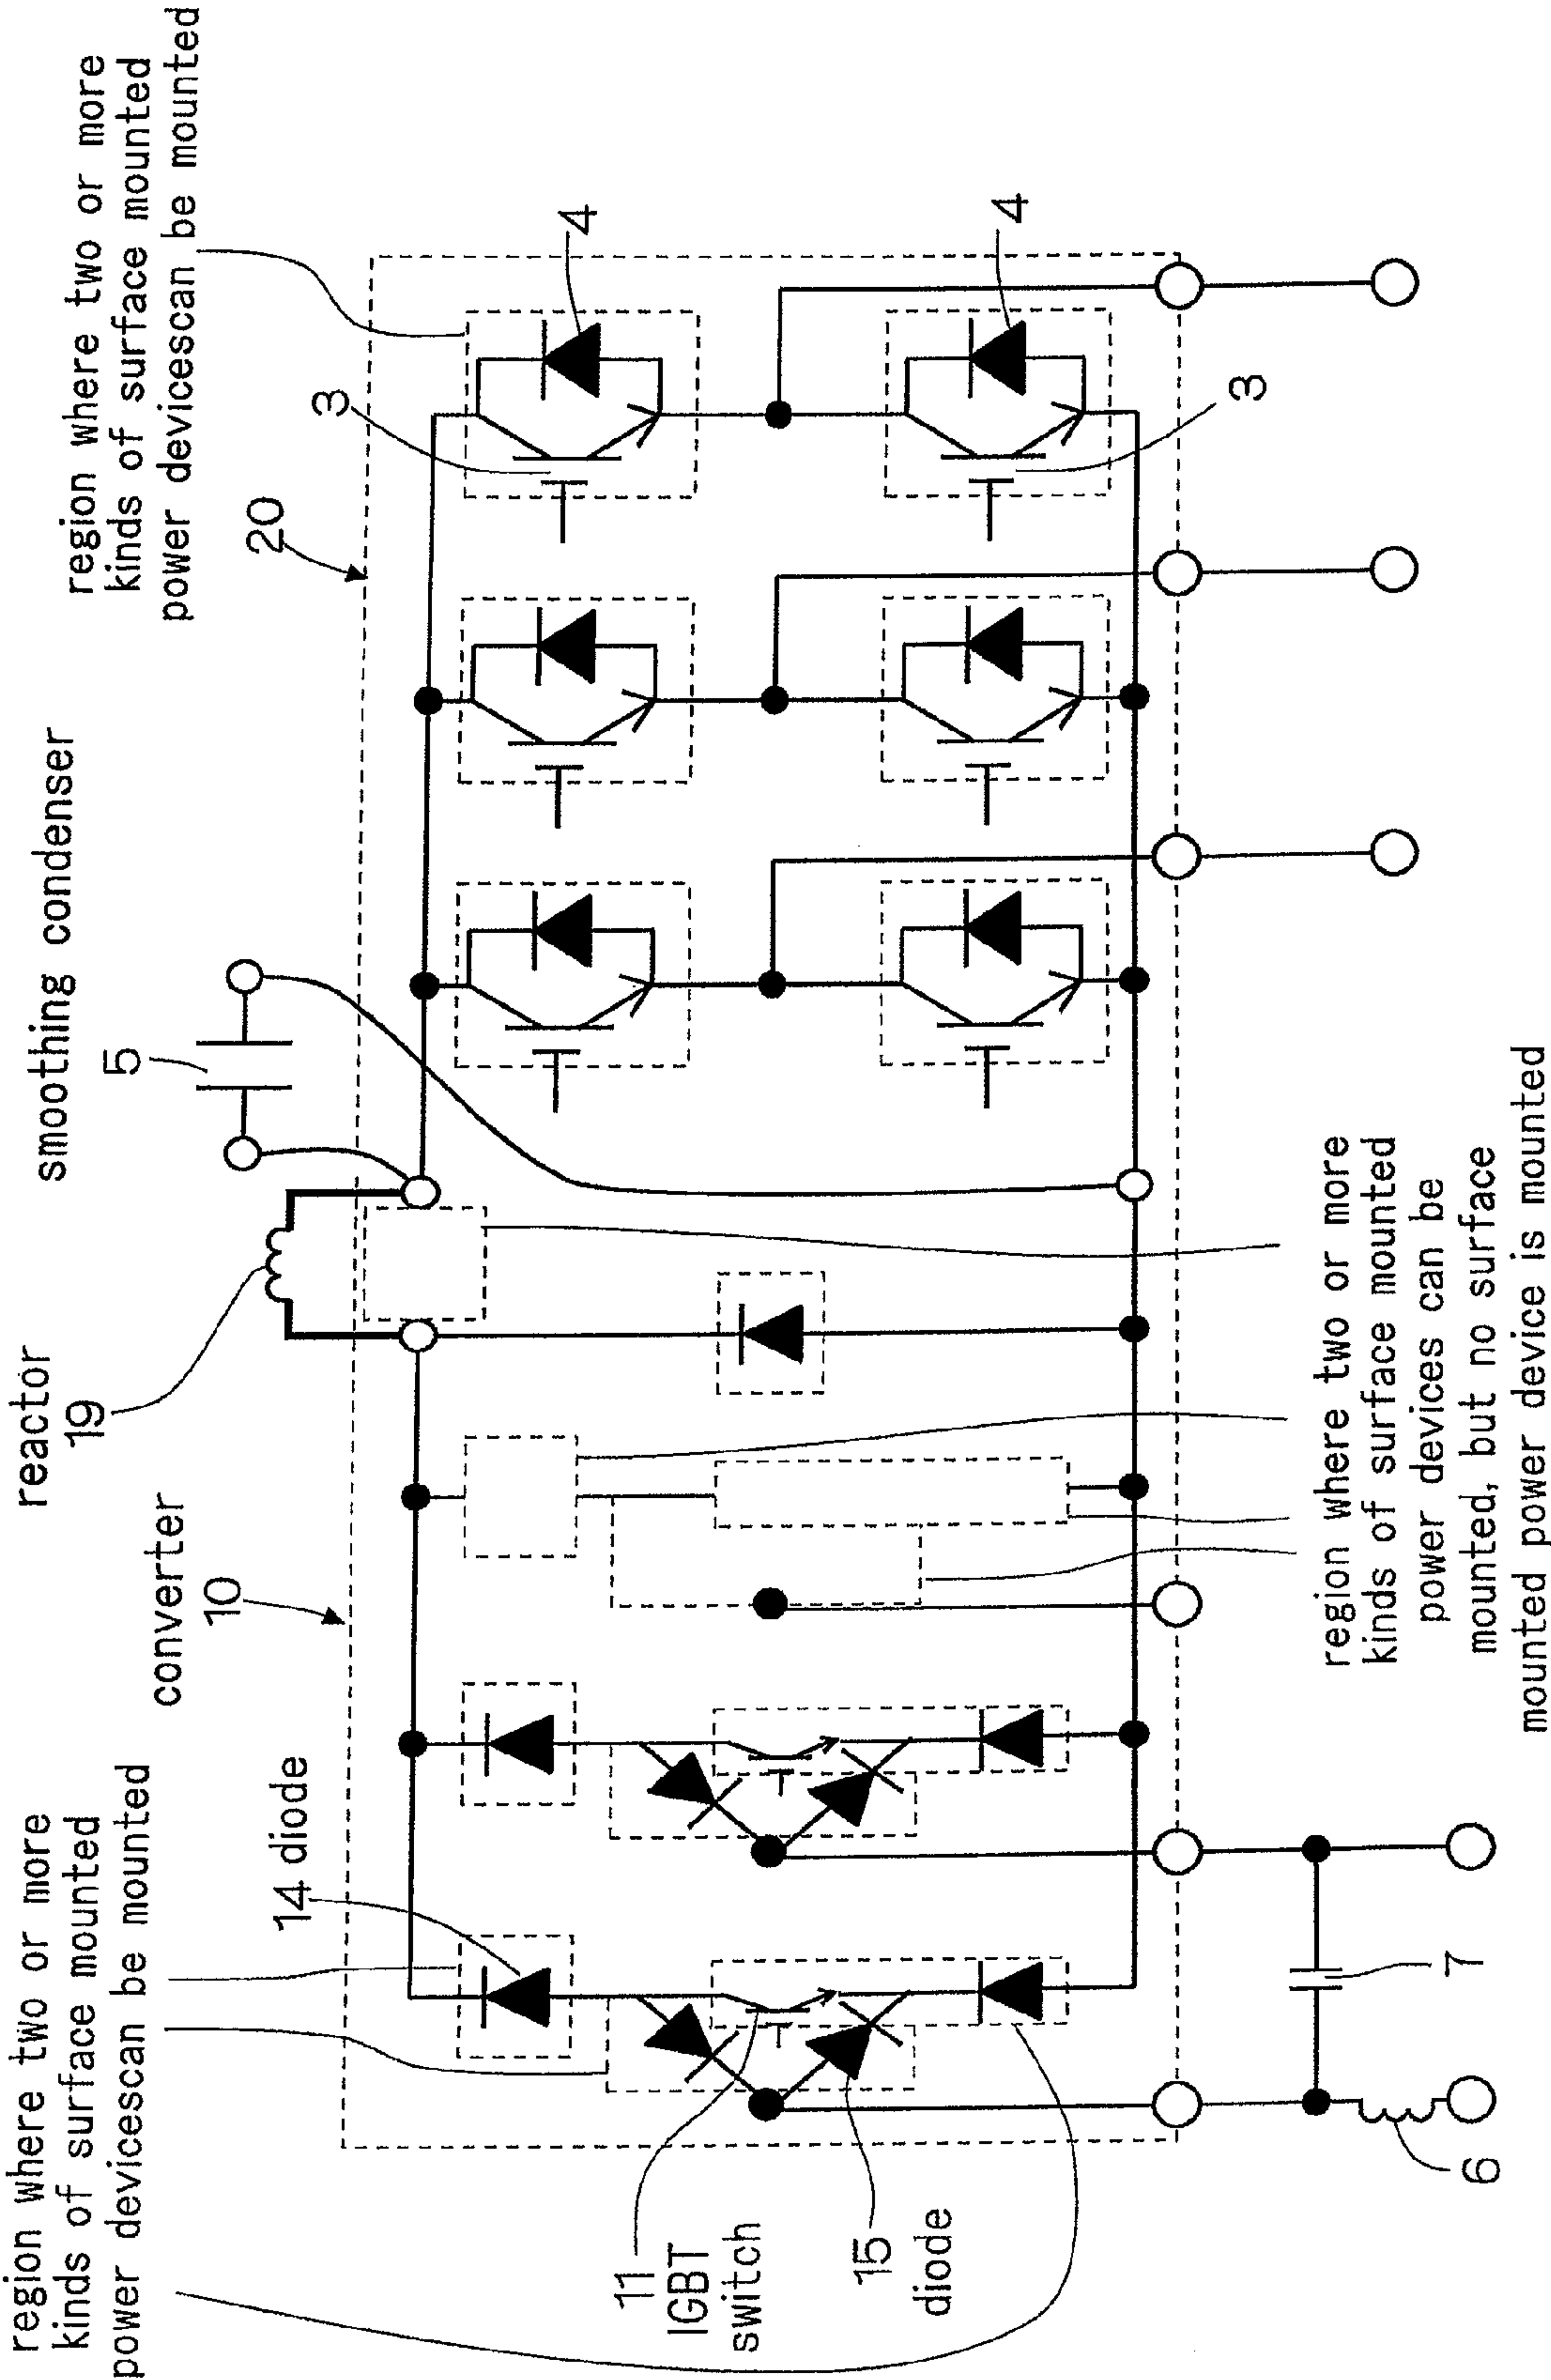 region where two or more
kinds of surface mounted
power devicescan be mounted
14 diode
converter
10
reactor
19
smoothing condenser
5
20
region where two or more
kinds of surface mounted
power devicescan be mounted
3
4
4
3
11
IGBT
switch
15
diode
6
7
region where two or more
kinds of surface mounted
power devices can be
mounted, but no surface
mounted power device is mounted